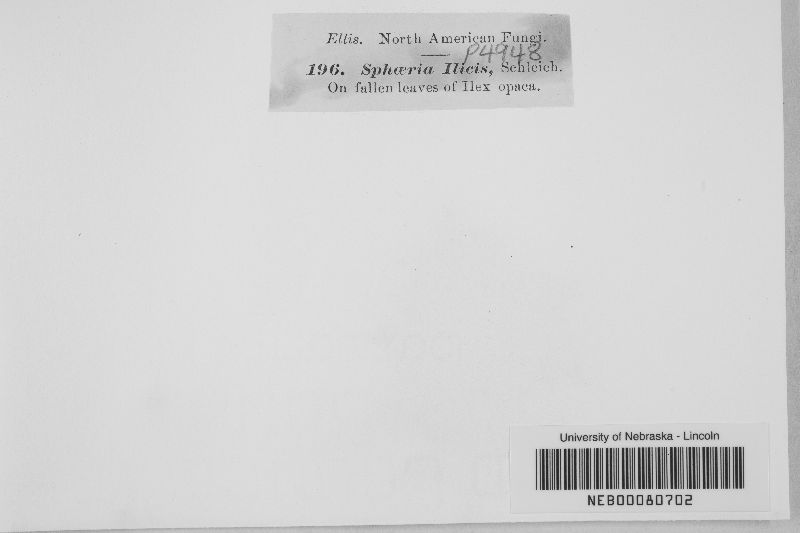 Ellis. North American Fungi.
P4948
196. Sphæria Ilicis, Schleich.
On fallen leaves of Ilex opaca.
University of Nebraska - Lincoln
NEB00080702